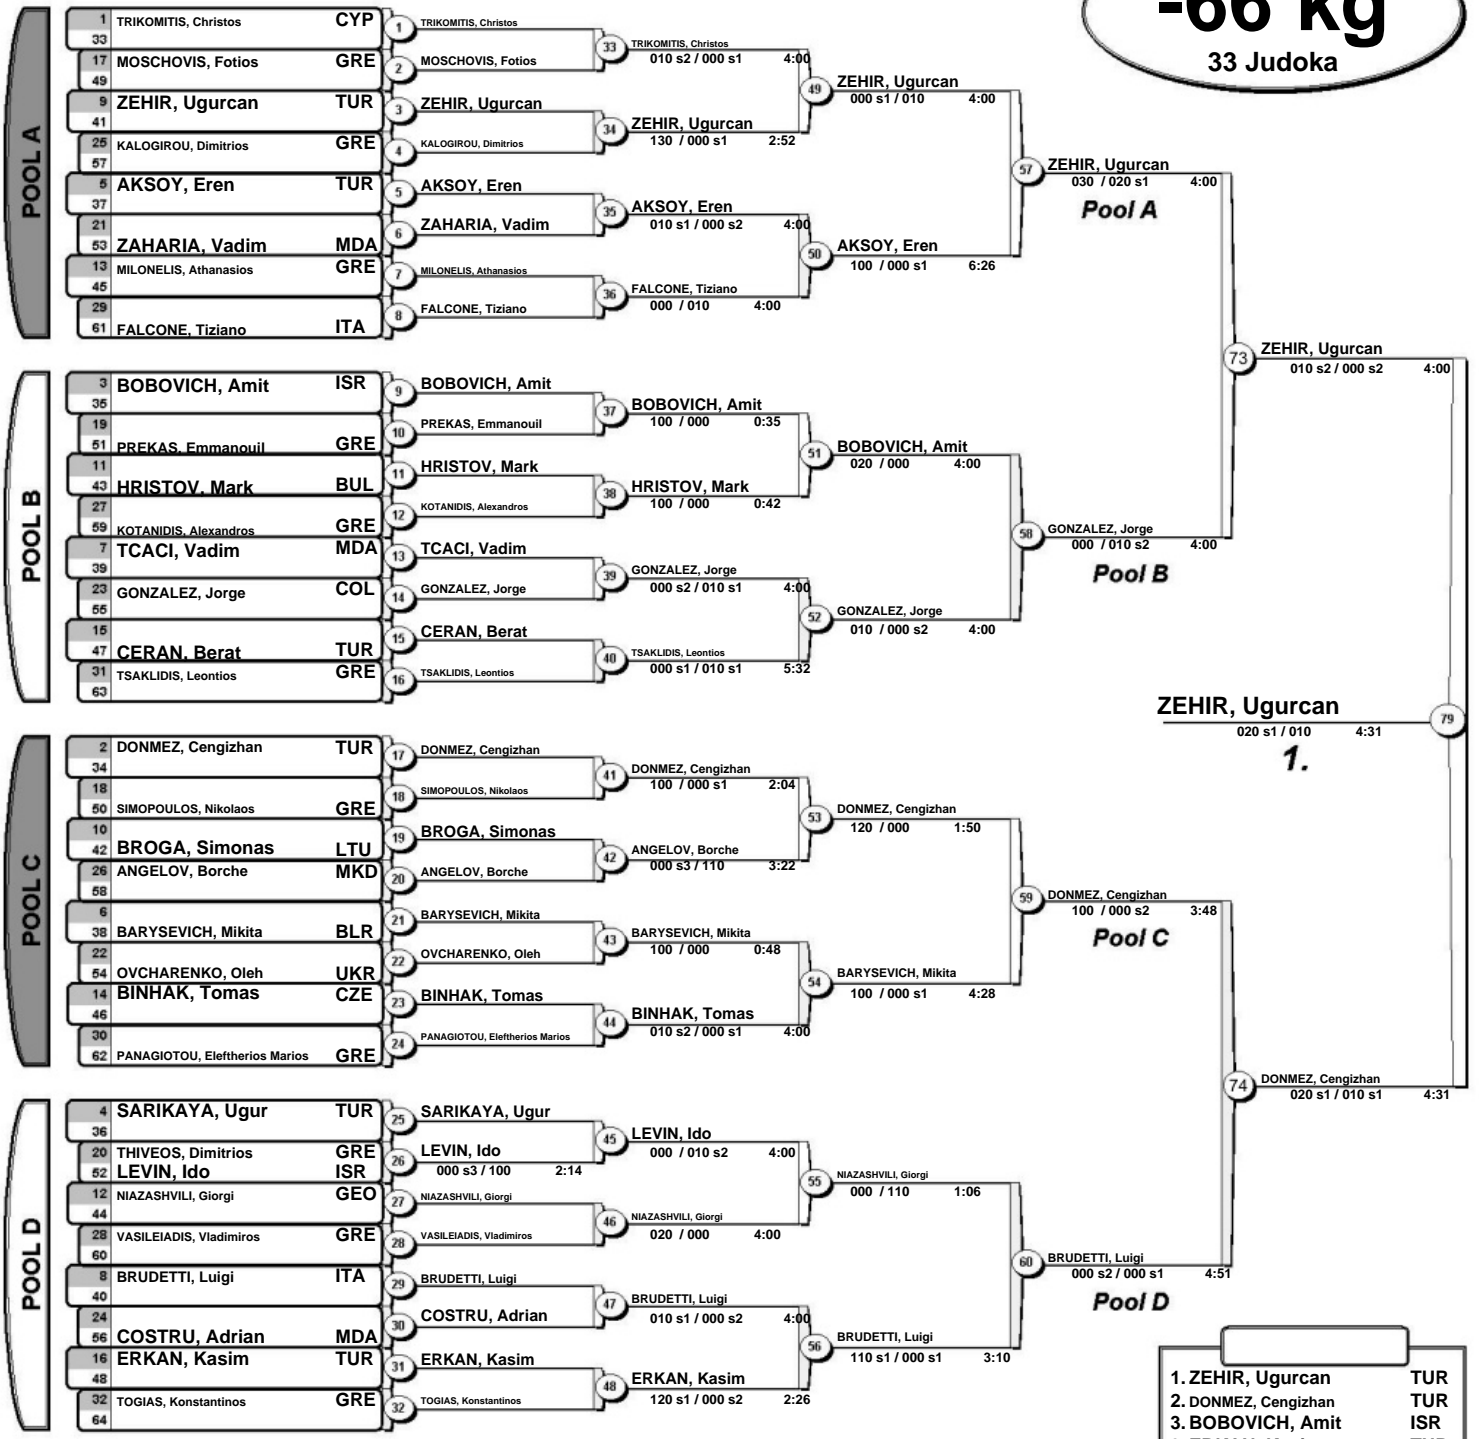 -66 kg
33 Judoka
POOL A
1 TRIKOMITIS, Christos CYP
33
17 MOSCHOVIS, Fotios GRE
49
9 ZEHIR, Ugurcan TUR
41
25 KALOGIROU, Dimitrios GRE
57
5 AKSOY, Eren TUR
37
21
53 ZAHARIA, Vadim MDA
13 MILONELIS, Athanasios GRE
45
29
61 FALCONE, Tiziano ITA
1 TRIKOMITIS, Christos
2 MOSCHOVIS, Fotios
3 ZEHIR, Ugurcan
4 KALOGIROU, Dimitrios
5 AKSOY, Eren
6 ZAHARIA, Vadim
7 MILONELIS, Athanasios
8 FALCONE, Tiziano
33 TRIKOMITIS, Christos
010 s2 / 000 s1 4:00
34 ZEHIR, Ugurcan
130 / 000 s1 2:52
35 AKSOY, Eren
010 s1 / 000 s2 4:00
36 FALCONE, Tiziano
000 / 010 4:00
49 ZEHIR, Ugurcan
000 s1 / 010 4:00
50 AKSOY, Eren
100 / 000 s1 6:26
57 ZEHIR, Ugurcan
030 / 020 s1 4:00
Pool A
POOL B
3 BOBOVICH, Amit ISR
35
19
51 PREKAS, Emmanouil GRE
11
43 HRISTOV, Mark BUL
27
59 KOTANIDIS, Alexandros GRE
7 TCACI, Vadim MDA
39
23 GONZALEZ, Jorge COL
55
15
47 CERAN, Berat TUR
31 TSAKLIDIS, Leontios GRE
63
9 BOBOVICH, Amit
10 PREKAS, Emmanouil
11 HRISTOV, Mark
12 KOTANIDIS, Alexandros
13 TCACI, Vadim
14 GONZALEZ, Jorge
15 CERAN, Berat
16 TSAKLIDIS, Leontios
37 BOBOVICH, Amit
100 / 000 0:35
38 HRISTOV, Mark
100 / 000 0:42
39 GONZALEZ, Jorge
000 s2 / 010 s1 4:00
40 TSAKLIDIS, Leontios
000 s1 / 010 s1 5:32
51 BOBOVICH, Amit
020 / 000 4:00
52 GONZALEZ, Jorge
010 / 000 s2 4:00
58 GONZALEZ, Jorge
000 / 010 s2 4:00
Pool B
73 ZEHIR, Ugurcan
010 s2 / 000 s2 4:00
ZEHIR, Ugurcan 79
020 s1 / 010 4:31
1.
POOL C
2 DONMEZ, Cengizhan TUR
34
18
50 SIMOPOULOS, Nikolaos GRE
10
42 BROGA, Simonas LTU
26 ANGELOV, Borche MKD
58
6
38 BARYSEVICH, Mikita BLR
22
54 OVCHARENKO, Oleh UKR
14 BINHAK, Tomas CZE
46
30
62 PANAGIOTOU, Eleftherios Marios GRE
17 DONMEZ, Cengizhan
18 SIMOPOULOS, Nikolaos
19 BROGA, Simonas
20 ANGELOV, Borche
21 BARYSEVICH, Mikita
22 OVCHARENKO, Oleh
23 BINHAK, Tomas
24 PANAGIOTOU, Eleftherios Marios
41 DONMEZ, Cengizhan
100 / 000 s1 2:04
42 ANGELOV, Borche
000 s3 / 110 3:22
43 BARYSEVICH, Mikita
100 / 000 0:48
44 BINHAK, Tomas
010 s2 / 000 s1 4:00
53 DONMEZ, Cengizhan
120 / 000 1:50
54 BARYSEVICH, Mikita
100 / 000 s1 4:28
59 DONMEZ, Cengizhan
100 / 000 s2 3:48
Pool C
POOL D
4 SARIKAYA, Ugur TUR
36
20 THIVEOS, Dimitrios GRE
52 LEVIN, Ido ISR
12 NIAZASHVILI, Giorgi GEO
44
28 VASILEIADIS, Vladimiros GRE
60
8 BRUDETTI, Luigi ITA
40
24
56 COSTRU, Adrian MDA
16 ERKAN, Kasim TUR
48
32 TOGIAS, Konstantinos GRE
64
25 SARIKAYA, Ugur
26 LEVIN, Ido
000 s3 / 100 2:14
27 NIAZASHVILI, Giorgi
28 VASILEIADIS, Vladimiros
29 BRUDETTI, Luigi
30 COSTRU, Adrian
31 ERKAN, Kasim
32 TOGIAS, Konstantinos
45 LEVIN, Ido
000 / 010 s2 4:00
46 NIAZASHVILI, Giorgi
020 / 000 4:00
47 BRUDETTI, Luigi
010 s1 / 000 s2 4:00
48 ERKAN, Kasim
120 s1 / 000 s2 2:26
55 NIAZASHVILI, Giorgi
000 / 110 1:06
56 BRUDETTI, Luigi
110 s1 / 000 s1 3:10
60 BRUDETTI, Luigi
000 s2 / 000 s1 4:51
Pool D
74 DONMEZ, Cengizhan
020 s1 / 010 s1 4:31
1. ZEHIR, Ugurcan TUR
2. DONMEZ, Cengizhan TUR
3. BOBOVICH, Amit ISR